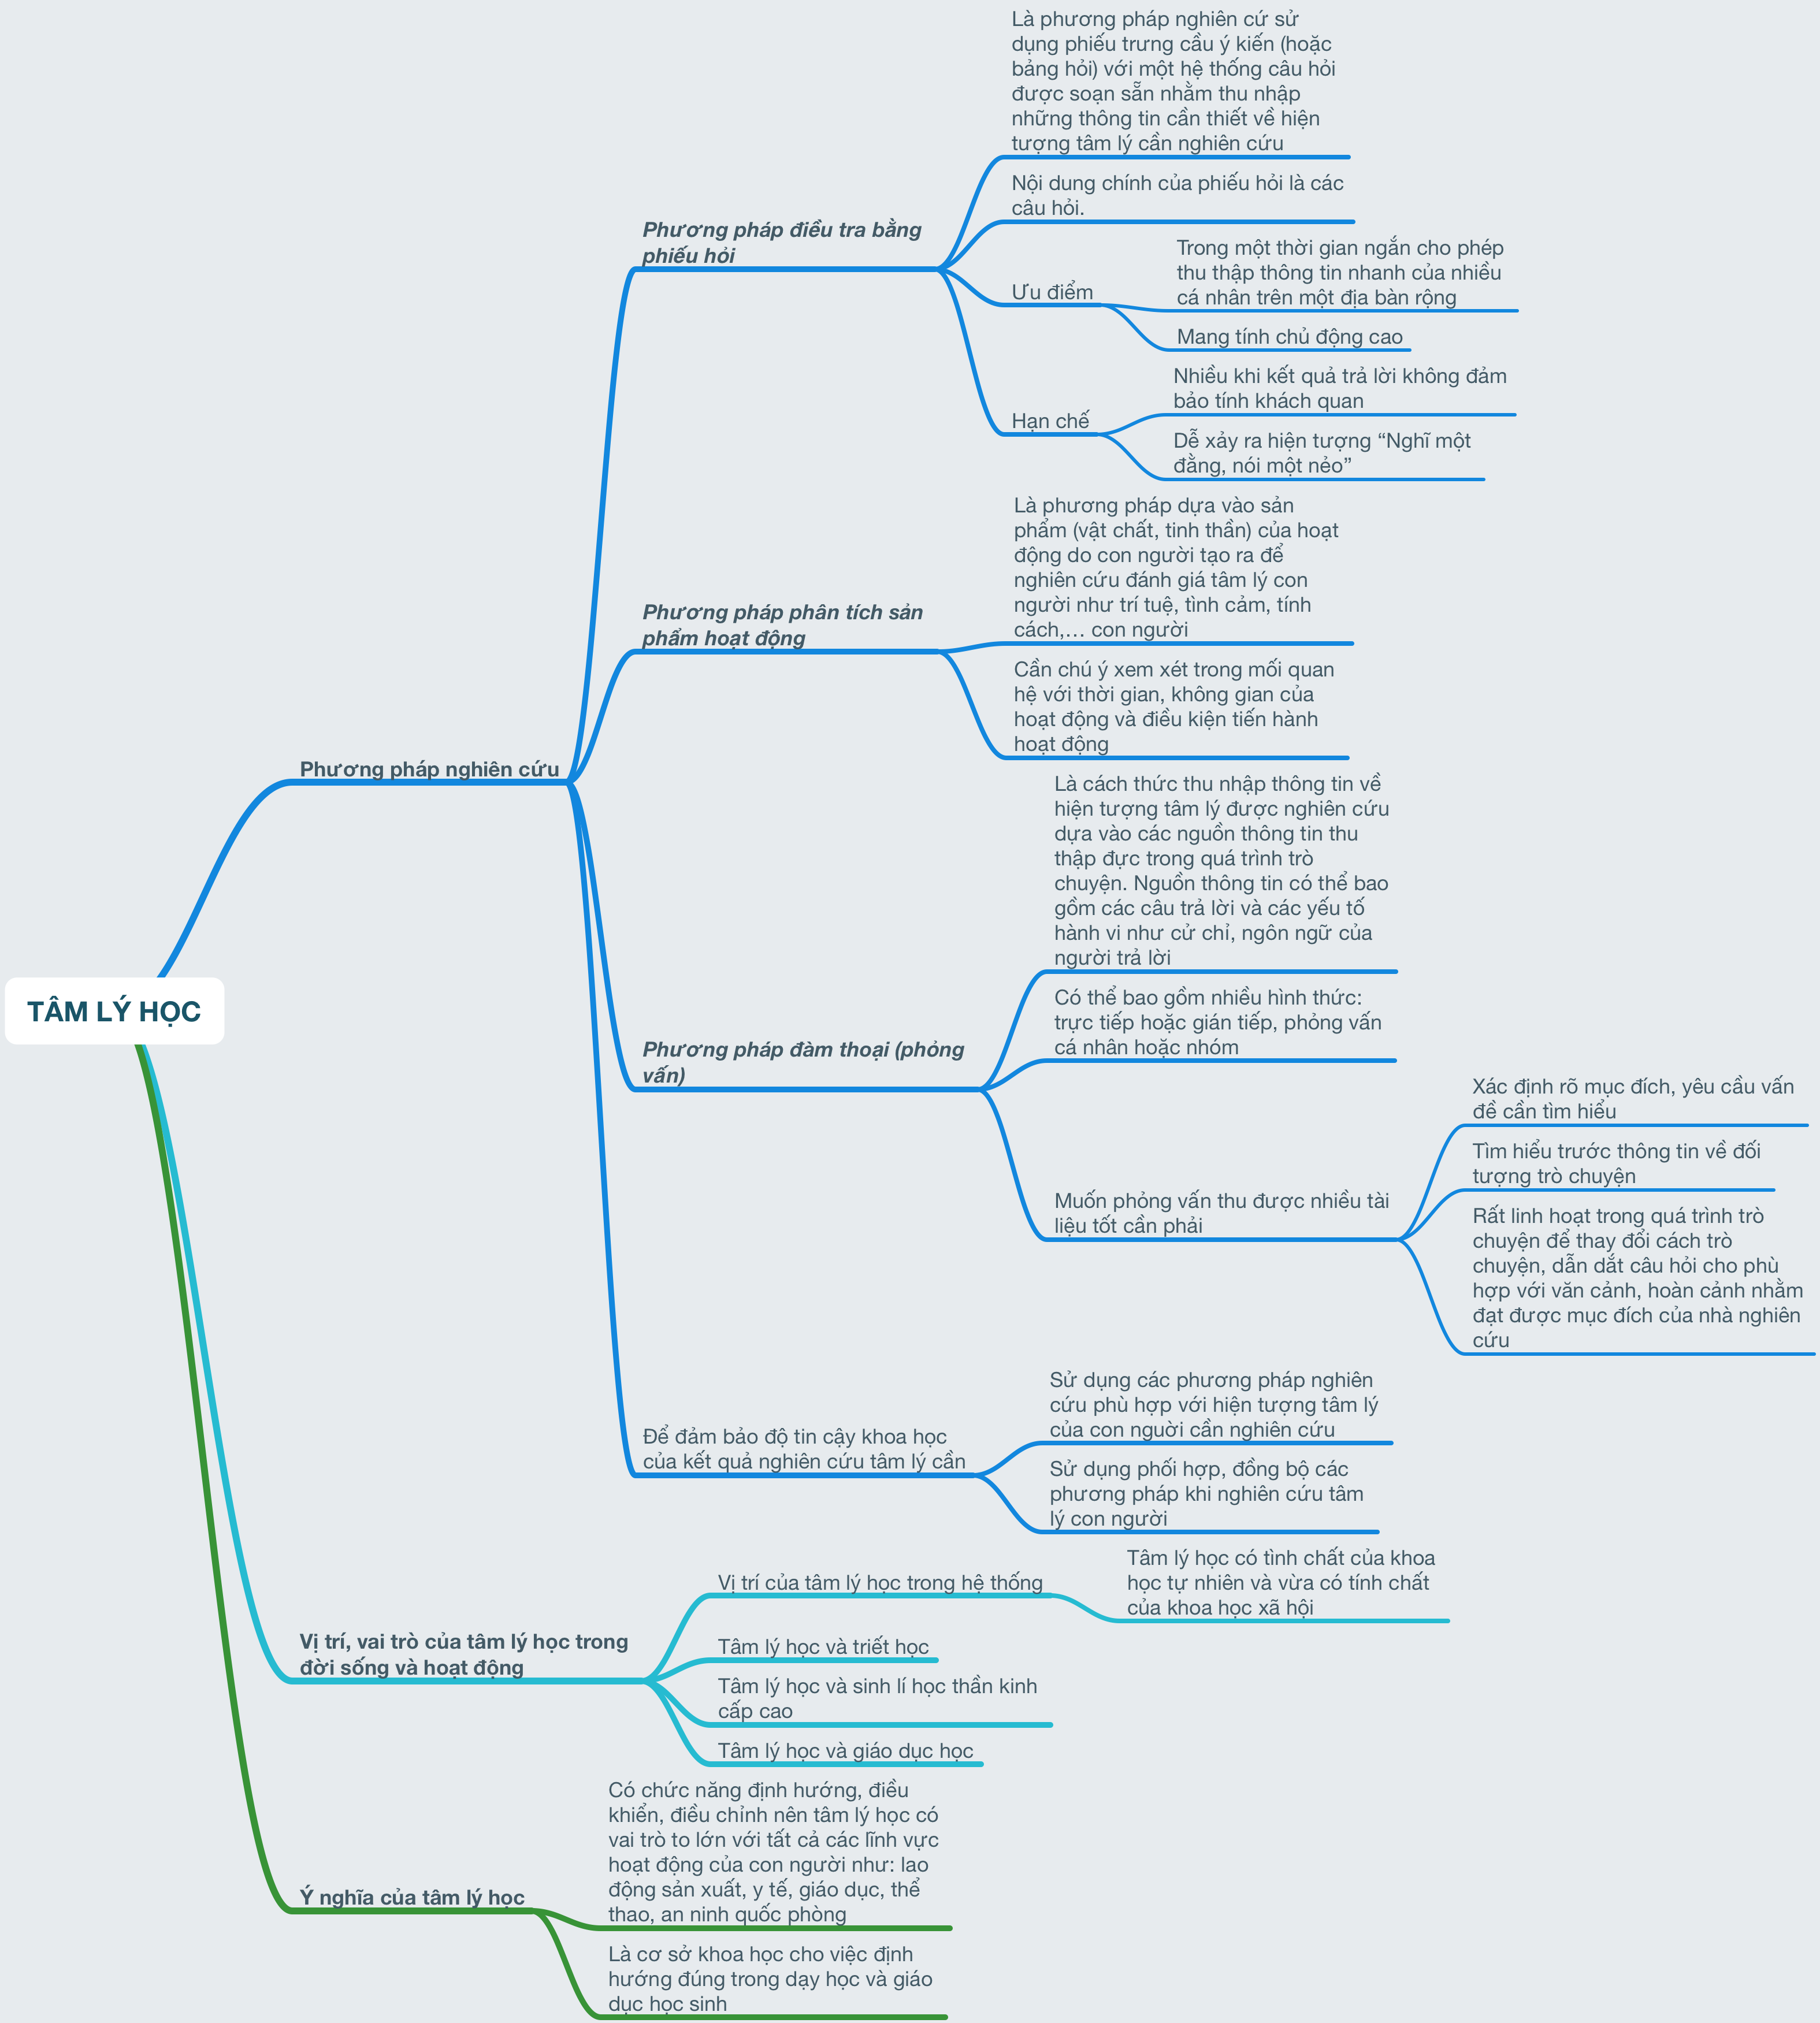 TÂM LÝ HỌC
Phương pháp nghiên cứu
Phương pháp điều tra bằng
phiếu hỏi
Là phương pháp nghiên cứ sử
dụng phiếu trưng cầu ý kiến (hoặc
bảng hỏi) với một hệ thống câu hỏi
được soạn sẵn nhằm thu nhập
những thông tin cần thiết về hiện
tượng tâm lý cần nghiên cứu
Nội dung chính của phiếu hỏi là các
câu hỏi.
Ưu điểm
Trong một thời gian ngắn cho phép
thu thập thông tin nhanh của nhiều
cá nhân trên một địa bàn rộng
Mang tính chủ động cao
Hạn chế
Nhiều khi kết quả trả lời không đảm
bảo tính khách quan
Dễ xảy ra hiện tượng “Nghĩ một
đằng, nói một nẻo”
Phương pháp phân tích sản
phẩm hoạt động
Là phương pháp dựa vào sản
phẩm (vật chất, tinh thần) của hoạt
động do con người tạo ra để
nghiên cứu đánh giá tâm lý con
người như trí tuệ, tình cảm, tính
cách,... con người
Cần chú ý xem xét trong mối quan
hệ với thời gian, không gian của
hoạt động và điều kiện tiến hành
hoạt động
Phương pháp đàm thoại (phỏng
vấn)
Là cách thức thu nhập thông tin về
hiện tượng tâm lý được nghiên cứu
dựa vào các nguồn thông tin thu
thập đực trong quá trình trò
chuyện. Nguồn thông tin có thể bao
gồm các câu trả lời và các yếu tố
hành vi như cử chỉ, ngôn ngữ của
người trả lời
Có thể bao gồm nhiều hình thức:
trực tiếp hoặc gián tiếp, phỏng vấn
cá nhân hoặc nhóm
Muốn phỏng vấn thu được nhiều tài
liệu tốt cần phải
Xác định rõ mục đích, yêu cầu vấn
đề cần tìm hiểu
Tìm hiểu trước thông tin về đối
tượng trò chuyện
Rất linh hoạt trong quá trình trò
chuyện để thay đổi cách trò
chuyện, dẫn dắt câu hỏi cho phù
hợp với văn cảnh, hoàn cảnh nhằm
đạt được mục đích của nhà nghiên
cứu
Để đảm bảo độ tin cậy khoa học
của kết quả nghiên cứu tâm lý cần
Sử dụng các phương pháp nghiên
cứu phù hợp với hiện tượng tâm lý
của con nguời cần nghiên cứu
Sử dụng phối hợp, đồng bộ các
phương pháp khi nghiên cứu tâm
lý con người
Vị trí, vai trò của tâm lý học trong
đời sống và hoạt động
Vị trí của tâm lý học trong hệ thống
Tâm lý học có tình chất của khoa
học tự nhiên và vừa có tính chất
của khoa học xã hội
Tâm lý học và triết học
Tâm lý học và sinh lí học thần kinh
cấp cao
Tâm lý học và giáo dục học
Ý nghĩa của tâm lý học
Có chức năng định hướng, điều
khiển, điều chỉnh nên tâm lý học có
vai trò to lớn với tất cả các lĩnh vực
hoạt động của con người như: lao
động sản xuất, y tế, giáo dục, thể
thao, an ninh quốc phòng
Là cơ sở khoa học cho việc định
hướng đúng trong dạy học và giáo
dục học sinh